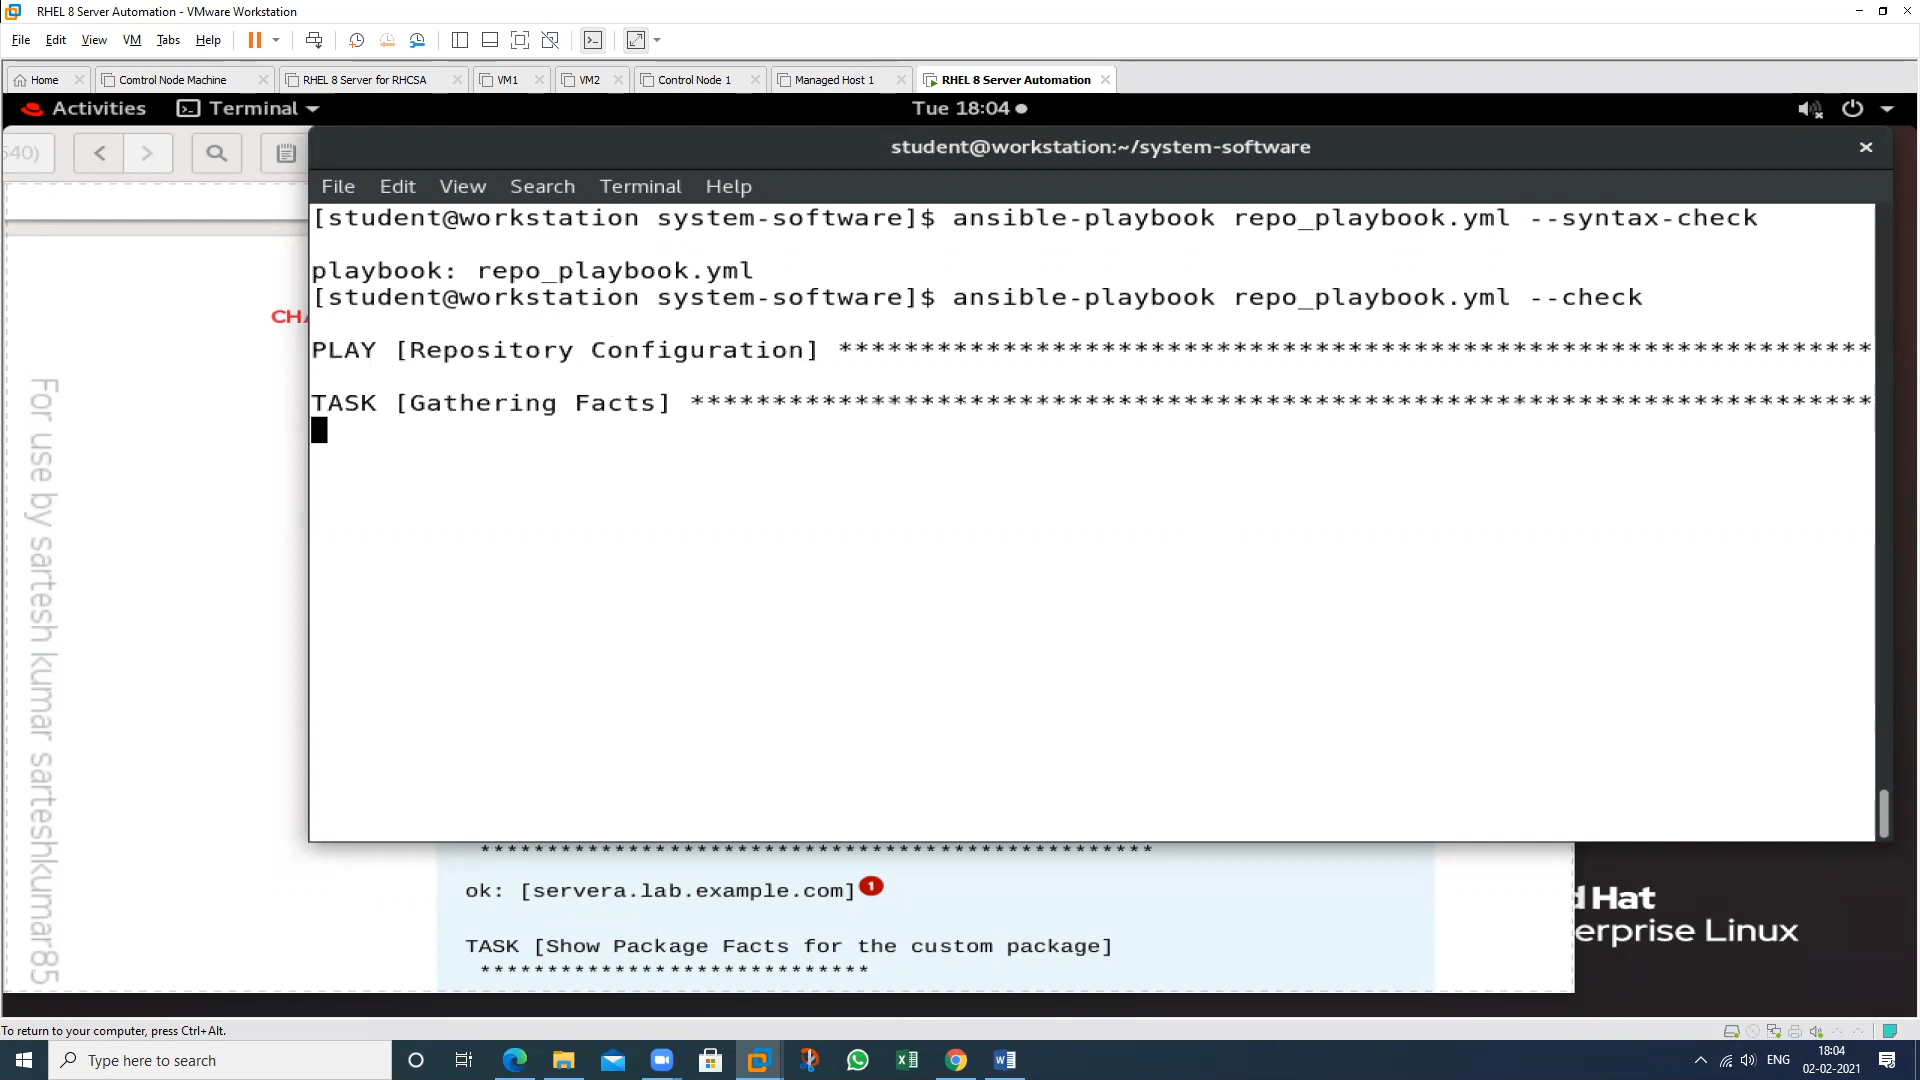 RHEL 8 Server Automation - VMware Workstation
File Edit View VM Tabs Help
Home Comtrol Node Machine RHEL 8 Server for RHCSA VM1 VM2 Control Node 1 Managed Host 1 RHEL 8 Server Automation
Activities Terminal Tue 18:04
540)
student@workstation:~/system-software
File Edit View Search Terminal Help
[student@workstation system-software]$ ansible-playbook repo_playbook.yml --syntax-check
playbook: repo_playbook.yml
[student@workstation system-software]$ ansible-playbook repo_playbook.yml --check
CHA
PLAY [Repository Configuration] ***************************************************************
TASK [Gathering Facts] ************************************************************************
For use by sartesh kumar sarteshkumar85
*************************************************
ok: [servera.lab.example.com] 1
TASK [Show Package Facts for the custom package]
*****************************
d Hat
erprise Linux
To return to your computer, press Ctrl+Alt.
Type here to search
ENG
18:04
02-02-2021